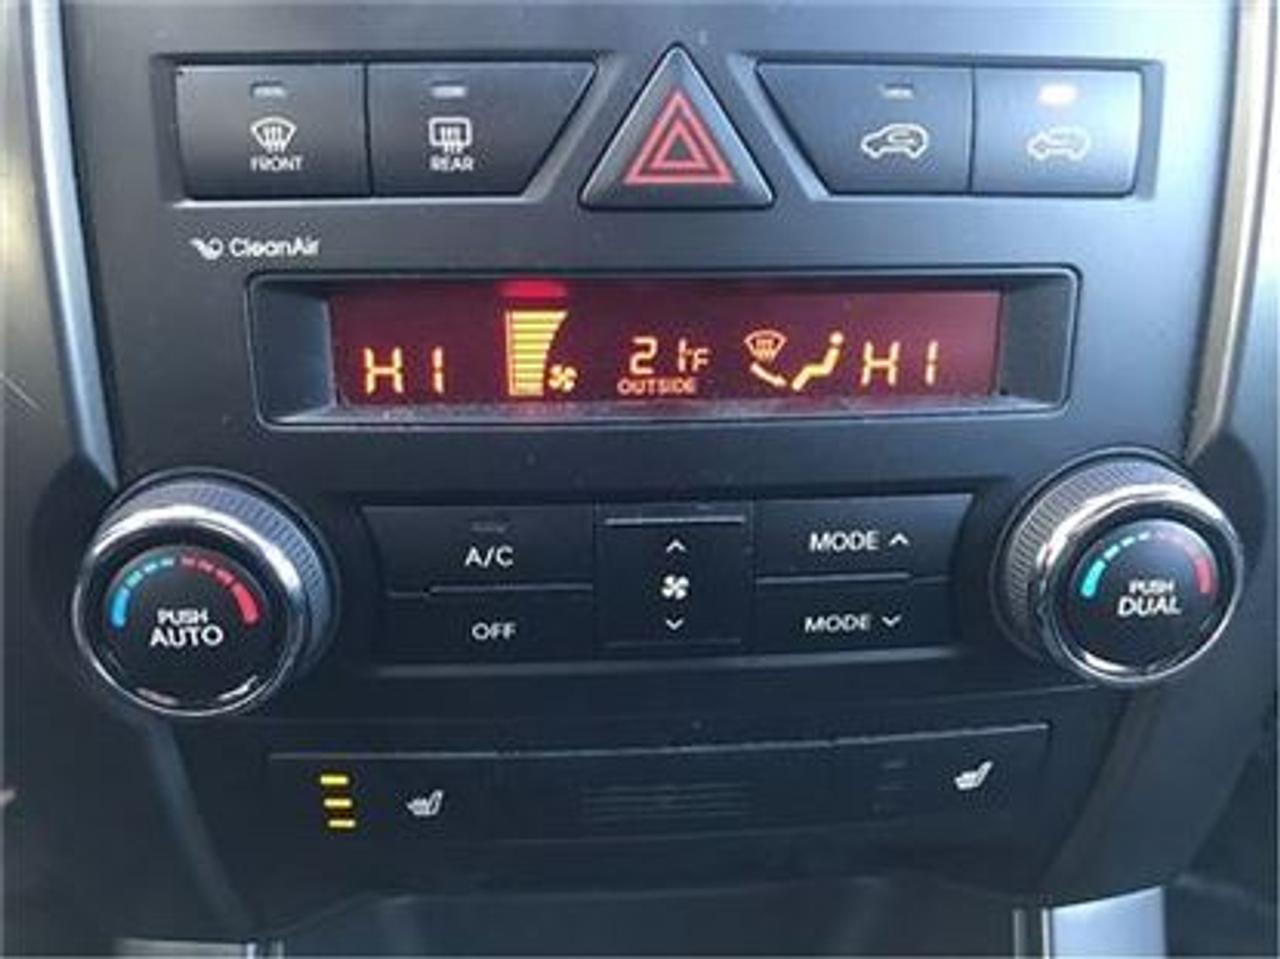 FRONT REAR
CleanAir
HI 21°F HI
OUTSIDE
A/C MODE
PUSH AUTO OFF MODE PUSH DUAL